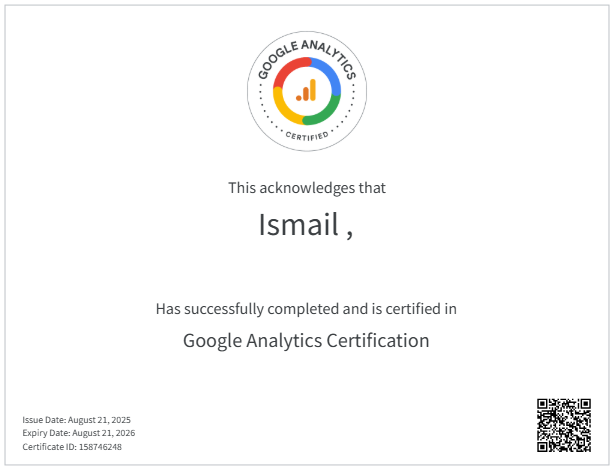 GOOGLE ANALYTICS
CERTIFIED
This acknowledges that
Ismail ,
Has successfully completed and is certified in
Google Analytics Certification
Issue Date: August 21, 2025
Expiry Date: August 21, 2026
Certificate ID: 158746248